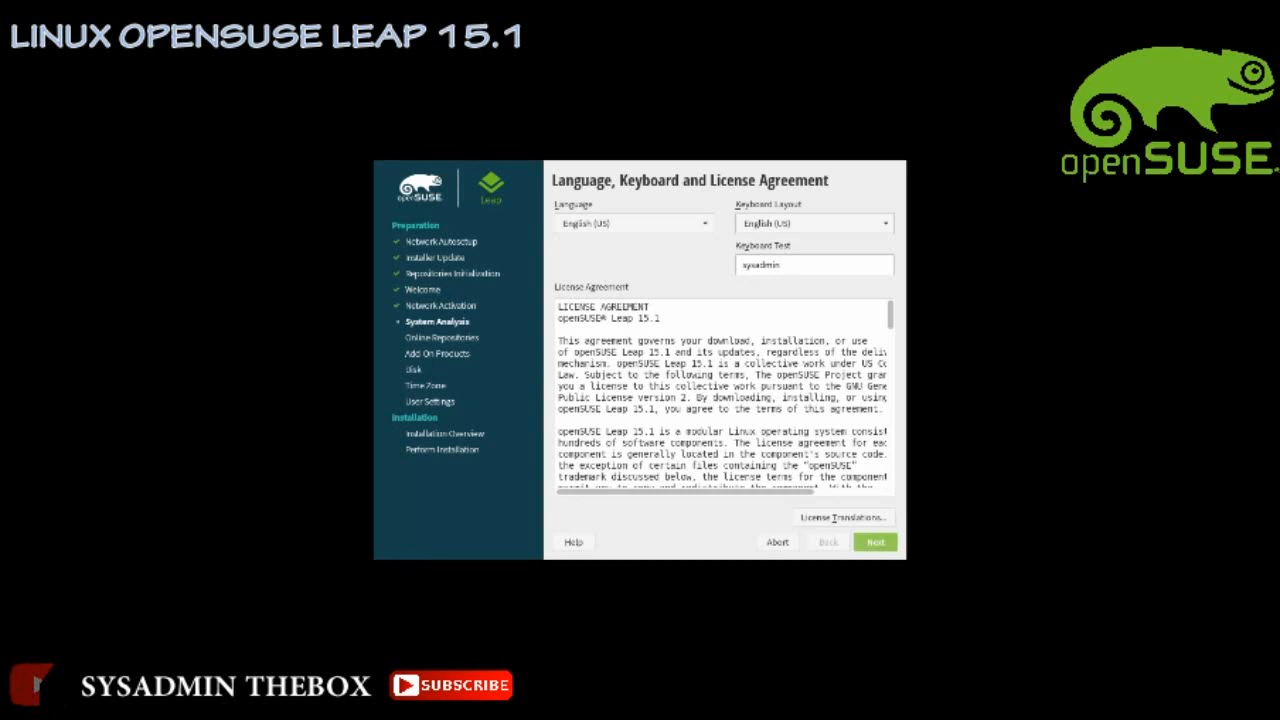 LINUX OPENSUSE LEAP 15.1
openSUSE.
openSUSE
Leap
Preparation
Network Autosetup
Installer Update
Repositories Initialization
Welcome
Network Activation
System Analysis
Online Repositories
Add On Products
Disk
Time Zone
User Settings
Installation
Installation Overview
Perform Installation
Language, Keyboard and License Agreement
Language
Keyboard Layout
English (US)
English (US)
Keyboard Test
sysadmin
License Agreement
LICENSE AGREEMENT
openSUSE® Leap 15.1
This agreement governs your download, installation, or use
of openSUSE Leap 15.1 and its updates, regardless of the deliv
mechanism. openSUSE Leap 15.1 is a collective work under US Co
Law. Subject to the following terms, The openSUSE Project gran
you a license to this collective work pursuant to the GNU Gene
Public License version 2. By downloading, installing, or using
openSUSE Leap 15.1, you agree to the terms of this agreement.
openSUSE Leap 15.1 is a modular Linux operating system consist
hundreds of software components. The license agreement for eac
component is generally located in the component's source code.
the exception of certain files containing the "openSUSE"
trademark discussed below, the license terms for the component
License Translations...
Help
Abort
Back
Next
SYSADMIN THEBOX
SUBSCRIBE